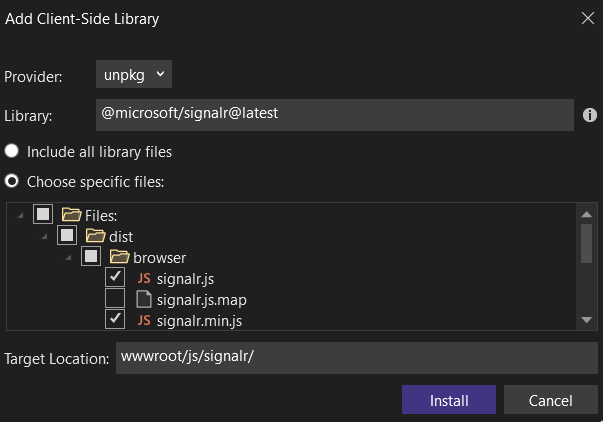 Add Client-Side Library
Provider: unpkg
Library: @microsoft/signalr@latest
Include all library files
Choose specific files:
Files:
dist
browser
JS signalr.js
signalr.js.map
JS signalr.min.js
Target Location: wwwroot/js/signalr/
Install Cancel